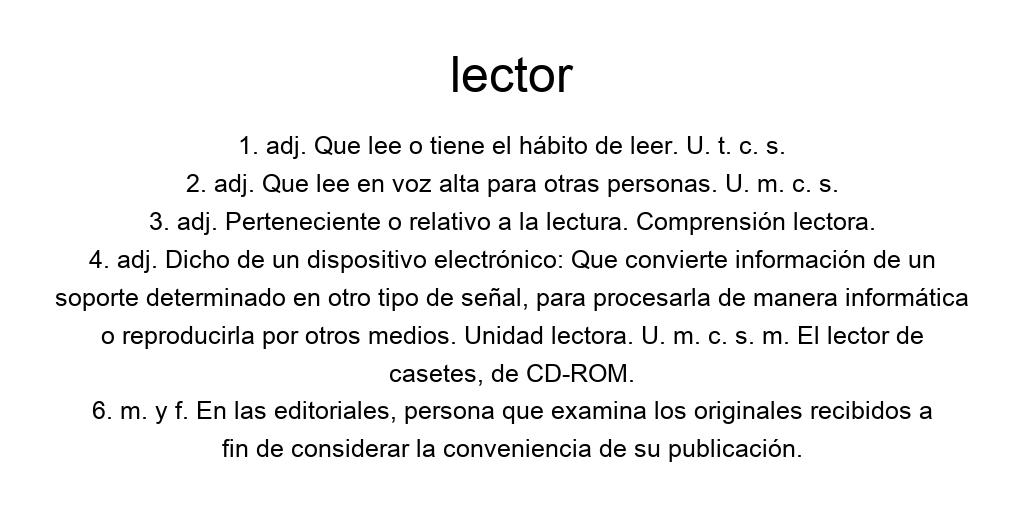 lector
1. adj. Que lee o tiene el hábito de leer. U. t. c. s.
2. adj. Que lee en voz alta para otras personas. U. m. c. s.
3. adj. Perteneciente o relativo a la lectura. Comprensión lectora.
4. adj. Dicho de un dispositivo electrónico: Que convierte información de un
soporte determinado en otro tipo de señal, para procesarla de manera informática
o reproducirla por otros medios. Unidad lectora. U. m. c. s. m. El lector de
casetes, de CD-ROM.
6. m. y f. En las editoriales, persona que examina los originales recibidos a
fin de considerar la conveniencia de su publicación.